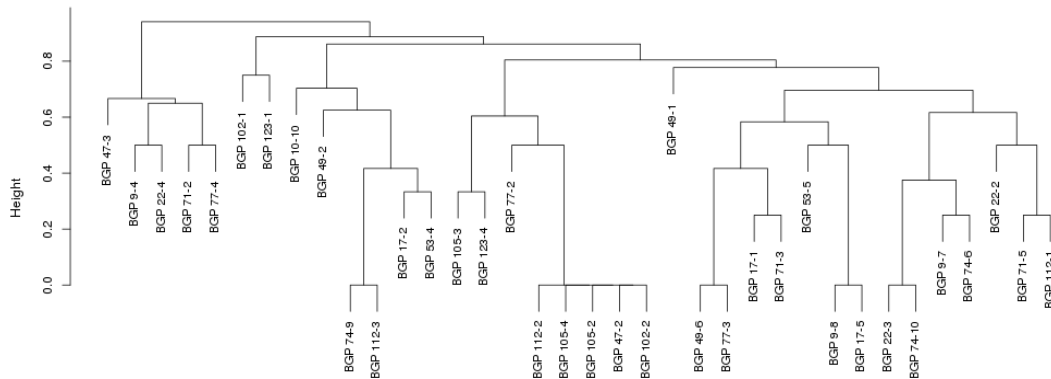 Height
0.8
0.6
0.4
0.2
0.0
BGP 47-3
BGP 9-4
BGP 22-4
BGP 71-2
BGP 77-4
BGP 102-1
BGP 123-1
BGP 10-10
BGP 49-2
BGP 74-9
BGP 112-3
BGP 17-2
BGP 53-4
BGP 105-3
BGP 123-4
BGP 77-2
BGP 112-2
BGP 105-4
BGP 105-2
BGP 47-2
BGP 102-2
BGP 49-1
BGP 49-6
BGP 77-3
BGP 17-1
BGP 71-3
BGP 53-5
BGP 9-8
BGP 17-5
BGP 22-3
BGP 74-10
BGP 9-7
BGP 74-6
BGP 22-2
BGP 71-5
BGP 112-1